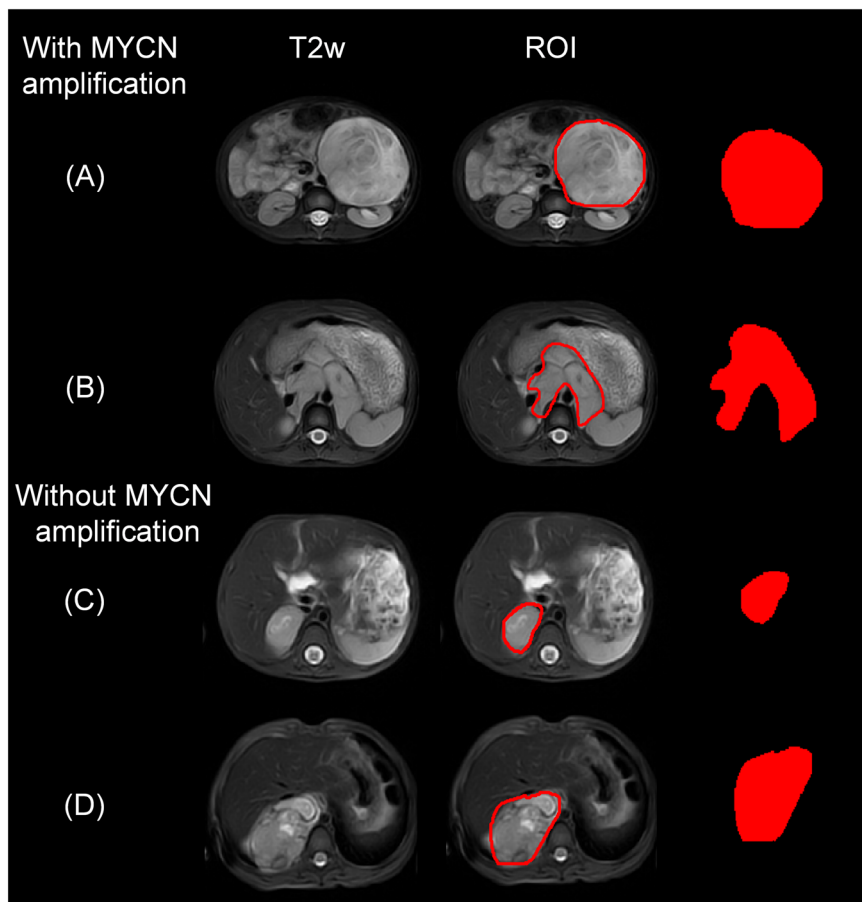 With MYCN T2w ROI
amplification
(A)
(B)
Without MYCN
amplification
(C)
(D)